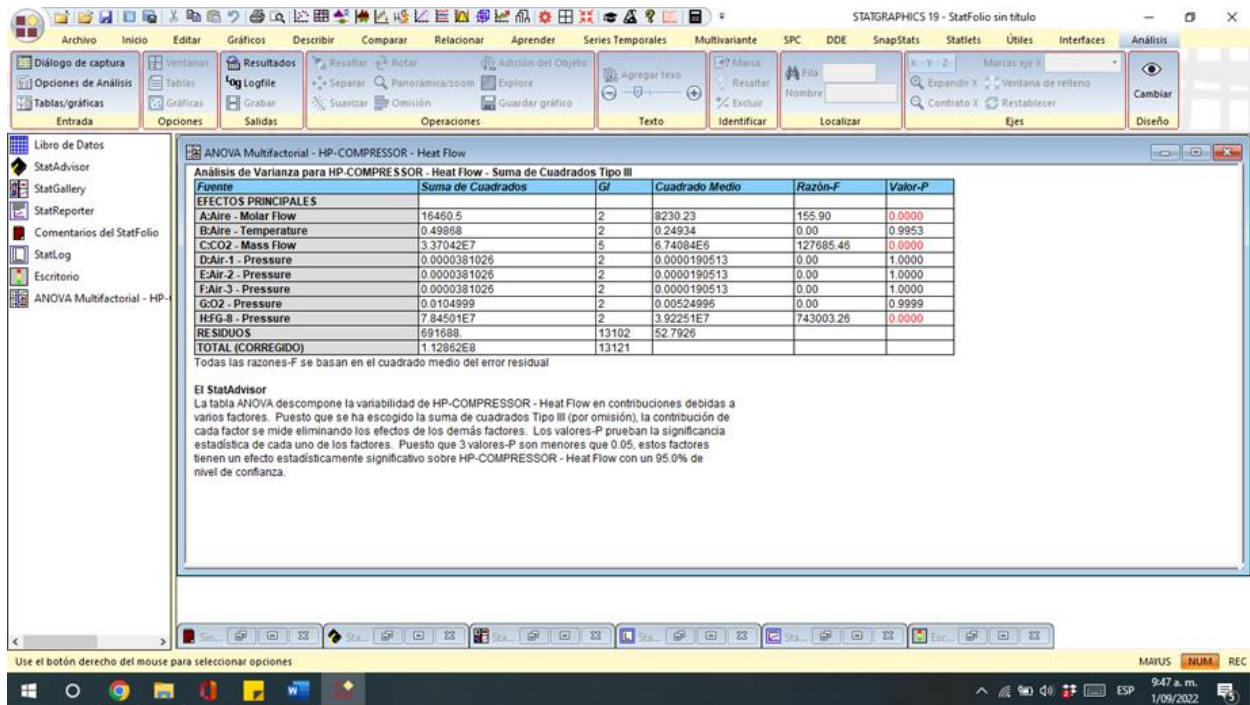 STATGRAPHICS 19 - StatFolio sin título
Archivo Inicio Editar Gráficos Describir Comparar Relacionar Aprender Series Temporales Multivariante SPC DDE SnapStats Statlets Útiles Interfaces Análisis
Diálogo de captura
Opciones de Análisis
Tablas/gráficas
Entrada
Ventanas
Tablas
Gráficas
Opciones
Resultados
Logfile
Grabar
Salidas
Resaltar Rotar Adición del Objeto
Separar Panorámica/zoom Explore
Suavizar Omisión Guardar gráfico
Operaciones
Agregar texo
Texto
Marca
Resaltar
Excluir
Identificar
Fila
Nombre
Localizar
X Y Z Marcas eje X
Expandir X Ventana de relleno
Contrato X Restablecer
Ejes
Cambiar
Diseño
Libro de Datos
StatAdvisor
StatGallery
StatReporter
Comentarios del StatFolio
StatLog
Escritorio
ANOVA Multifactorial - HP-
ANOVA Multifactorial - HP-COMPRESSOR - Heat Flow
Análisis de Varianza para HP-COMPRESSOR - Heat Flow - Suma de Cuadrados Tipo III
Fuente Suma de Cuadrados Gl Cuadrado Medio Razón-F Valor-P
EFECTOS PRINCIPALES
A:Aire - Molar Flow 16460.5 2 8230.23 155.90 0.0000
B:Aire - Temperature 0.49868 2 0.24934 0.00 0.9953
C:CO2 - Mass Flow 3.37042E7 5 6.74084E6 127685.46 0.0000
D:Air-1 - Pressure 0.0000381026 2 0.0000190513 0.00 1.0000
E:Air-2 - Pressure 0.0000381026 2 0.0000190513 0.00 1.0000
F:Air-3 - Pressure 0.0000381026 2 0.0000190513 0.00 1.0000
G:O2 - Pressure 0.0104999 2 0.00524996 0.00 0.9999
H:FG-8 - Pressure 7.84501E7 2 3.92251E7 743003.26 0.0000
RESIDUOS 691688. 13102 52.7926
TOTAL (CORREGIDO) 1.12862E8 13121
Todas las razones-F se basan en el cuadrado medio del error residual
El StatAdvisor
La tabla ANOVA descompone la variabilidad de HP-COMPRESSOR - Heat Flow en contribuciones debidas a
varios factores. Puesto que se ha escogido la suma de cuadrados Tipo III (por omisión), la contribución de
cada factor se mide eliminando los efectos de los demás factores. Los valores-P prueban la significancia
estadística de cada uno de los factores. Puesto que 3 valores-P son menores que 0.05, estos factores
tienen un efecto estadísticamente significativo sobre HP-COMPRESSOR - Heat Flow con un 95.0% de
nivel de confianza.
Sin... Sta... Sta... Sta... Sta... Esc...
Use el botón derecho del mouse para seleccionar opciones
MAYUS NUM REC
ESP
9:47 a. m.
1/09/2022
5